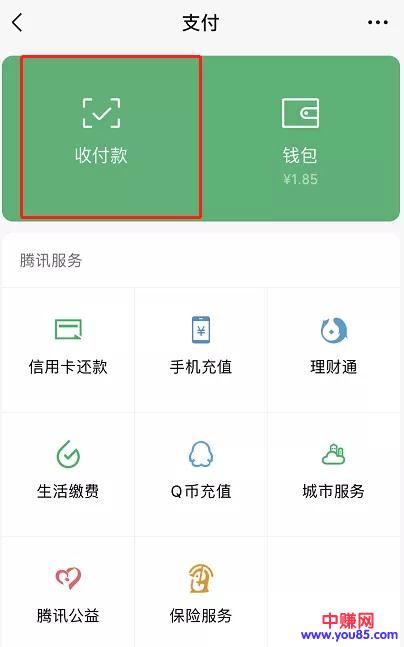 支付
收付款
钱包
¥1.85
腾讯服务
信用卡还款
手机充值
理财通
生活缴费
Q币充值
城市服务
腾讯公益
保险服务
中赚网
www.you85.com